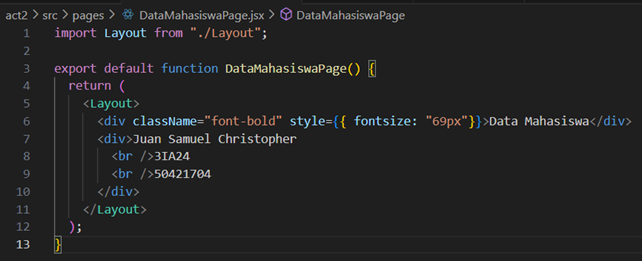 act2 > src > pages > DataMahasiswaPage.jsx > DataMahasiswaPage
1 import Layout from "./Layout";
2
3 export default function DataMahasiswaPage() {
4 return (
5 <Layout>
6 <div className="font-bold" style={{ fontsize: "69px"}}>Data Mahasiswa</div>
7 <div>Juan Samuel Christopher
8 <br />3IA24
9 <br />50421704
10 </div>
11 </Layout>
12 );
13 }